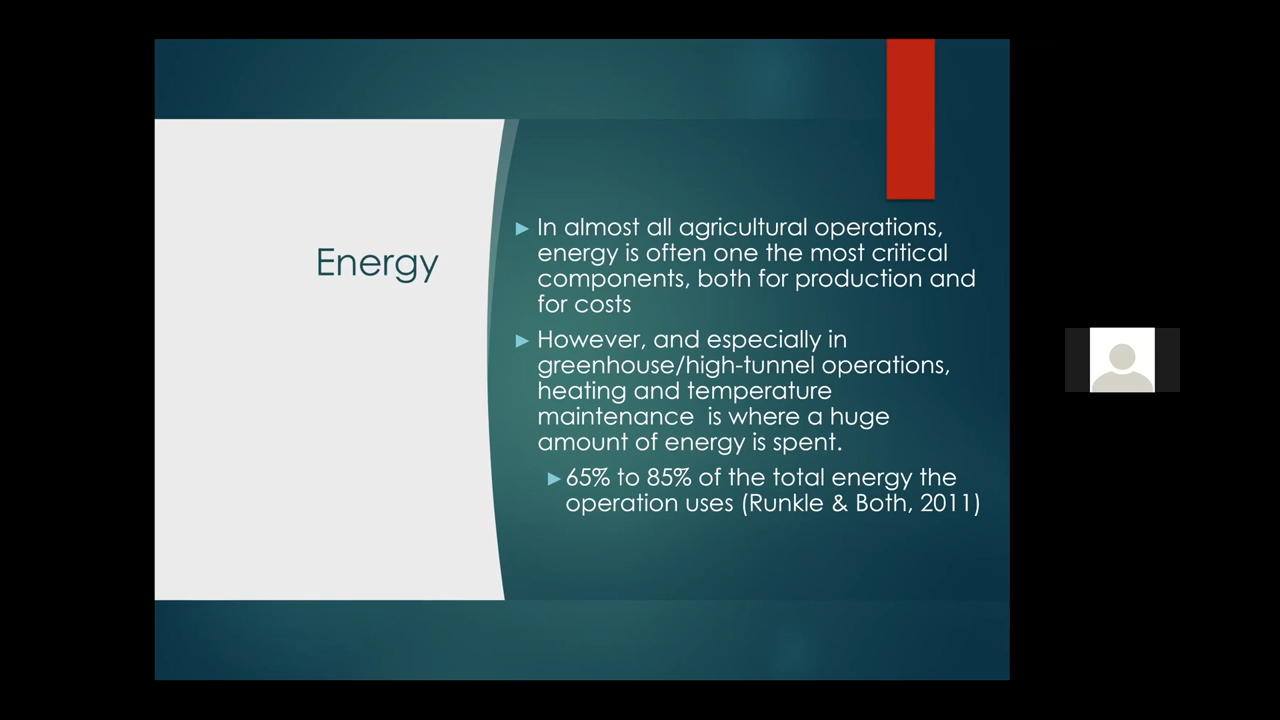 Energy
In almost all agricultural operations,
energy is often one the most critical
components, both for production and
for costs
However, and especially in
greenhouse/high-tunnel operations,
heating and temperature
maintenance  is where a huge
amount of energy is spent.
65% to 85% of the total energy the
operation uses (Runkle & Both, 2011)